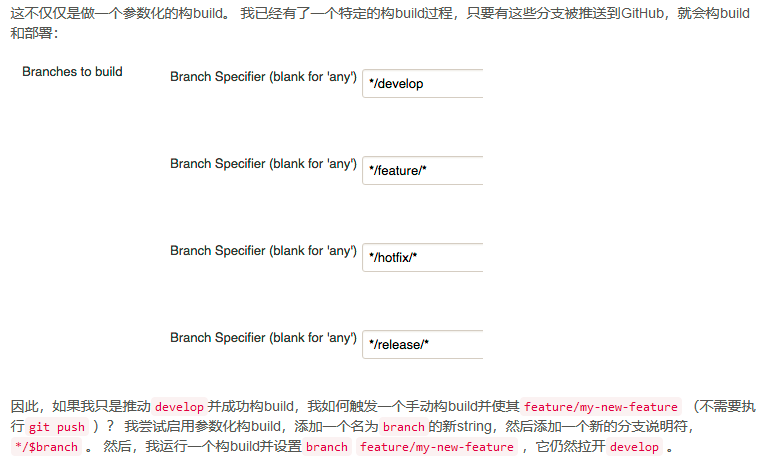 这不仅仅是做一个参数化的构build。 我已经有了一个特定的构build过程，只要有这些分支被推送到GitHub，就会构build
和部署：
Branches to build
Branch Specifier (blank for 'any') */develop
Branch Specifier (blank for 'any') */feature/*
Branch Specifier (blank for 'any') */hotfix/*
Branch Specifier (blank for 'any') */release/*
因此，如果我只是推动 develop 并成功构build，我如何触发一个手动构build并使其 feature/my-new-feature （不需要执
行 git push ）？ 我尝试启用参数化构build，添加一个名为 branch 的新string，然后添加一个新的分支说明符，
*/$branch 。 然后，我运行一个构build并设置 branch feature/my-new-feature ，它仍然拉开 develop 。